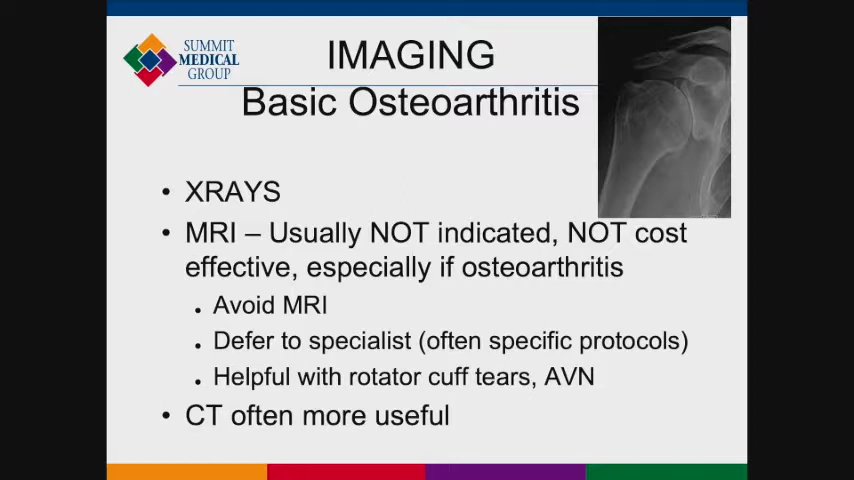 SUMMIT
MEDICAL
GROUP
IMAGING
Basic Osteoarthritis
• XRAYS
• MRI – Usually NOT indicated, NOT cost
effective, especially if osteoarthritis
• Avoid MRI
• Defer to specialist (often specific protocols)
• Helpful with rotator cuff tears, AVN
• CT often more useful